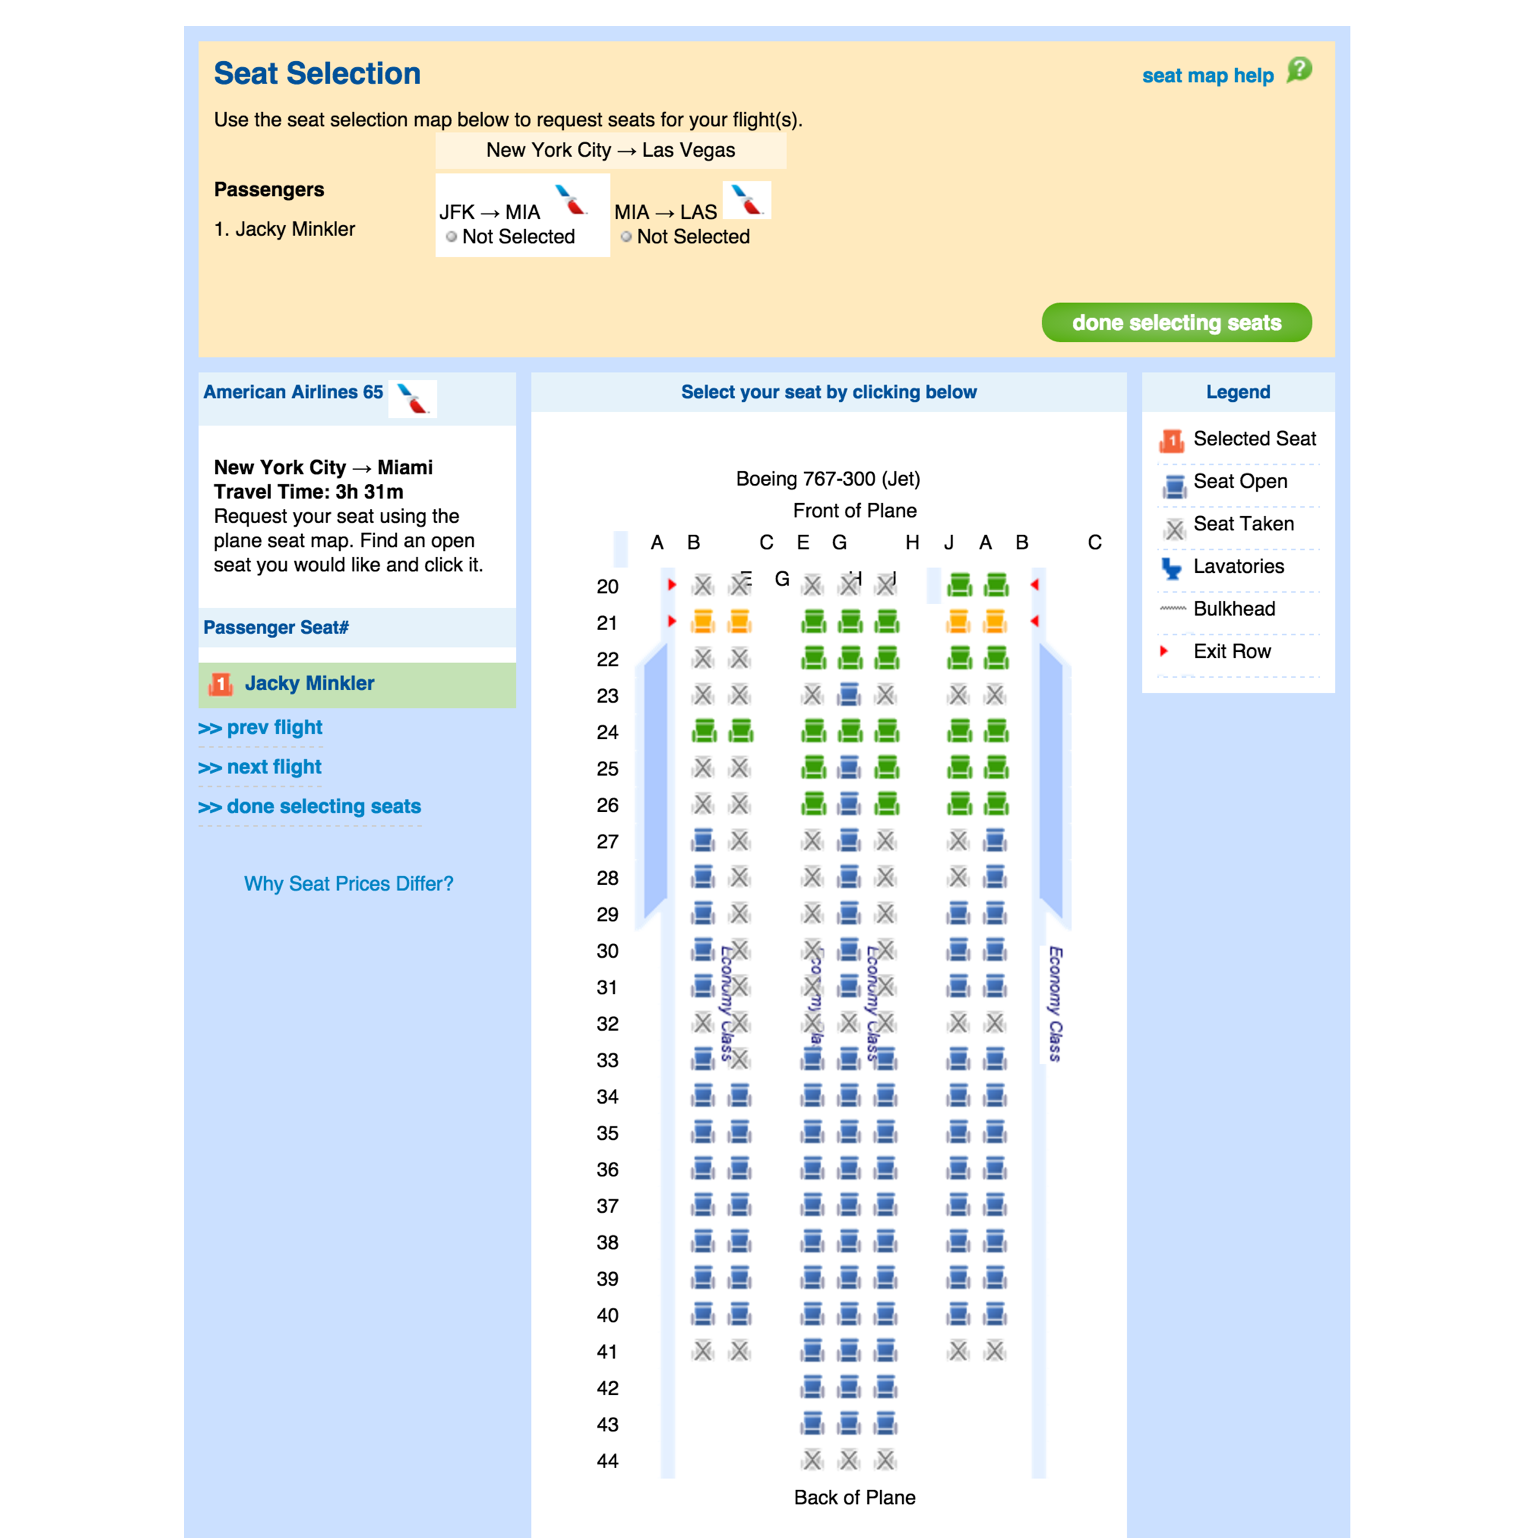 Seat Selection
seat map help ?
Use the seat selection map below to request seats for your flight(s).
New York City → Las Vegas
Passengers
JFK → MIA
MIA → LAS
1. Jacky Minkler
Not Selected
Not Selected
done selecting seats
American Airlines 65
New York City → Miami
Travel Time: 3h 31m
Request your seat using the
plane seat map. Find an open
seat you would like and click it.
Passenger Seat#
1 Jacky Minkler
>> prev flight
>> next flight
>> done selecting seats
Why Seat Prices Differ?
Select your seat by clicking below
Boeing 767-300 (Jet)
Front of Plane
A B C E G H J A B C
E G H J
20
21
22
23
24
25
26
27
28
29
30
31
32
33
34
35
36
37
38
39
40
41
42
43
44
Economy Class
Economy Class
Economy Class
Economy Class
Back of Plane
Legend
1 Selected Seat
Seat Open
Seat Taken
Lavatories
Bulkhead
Exit Row